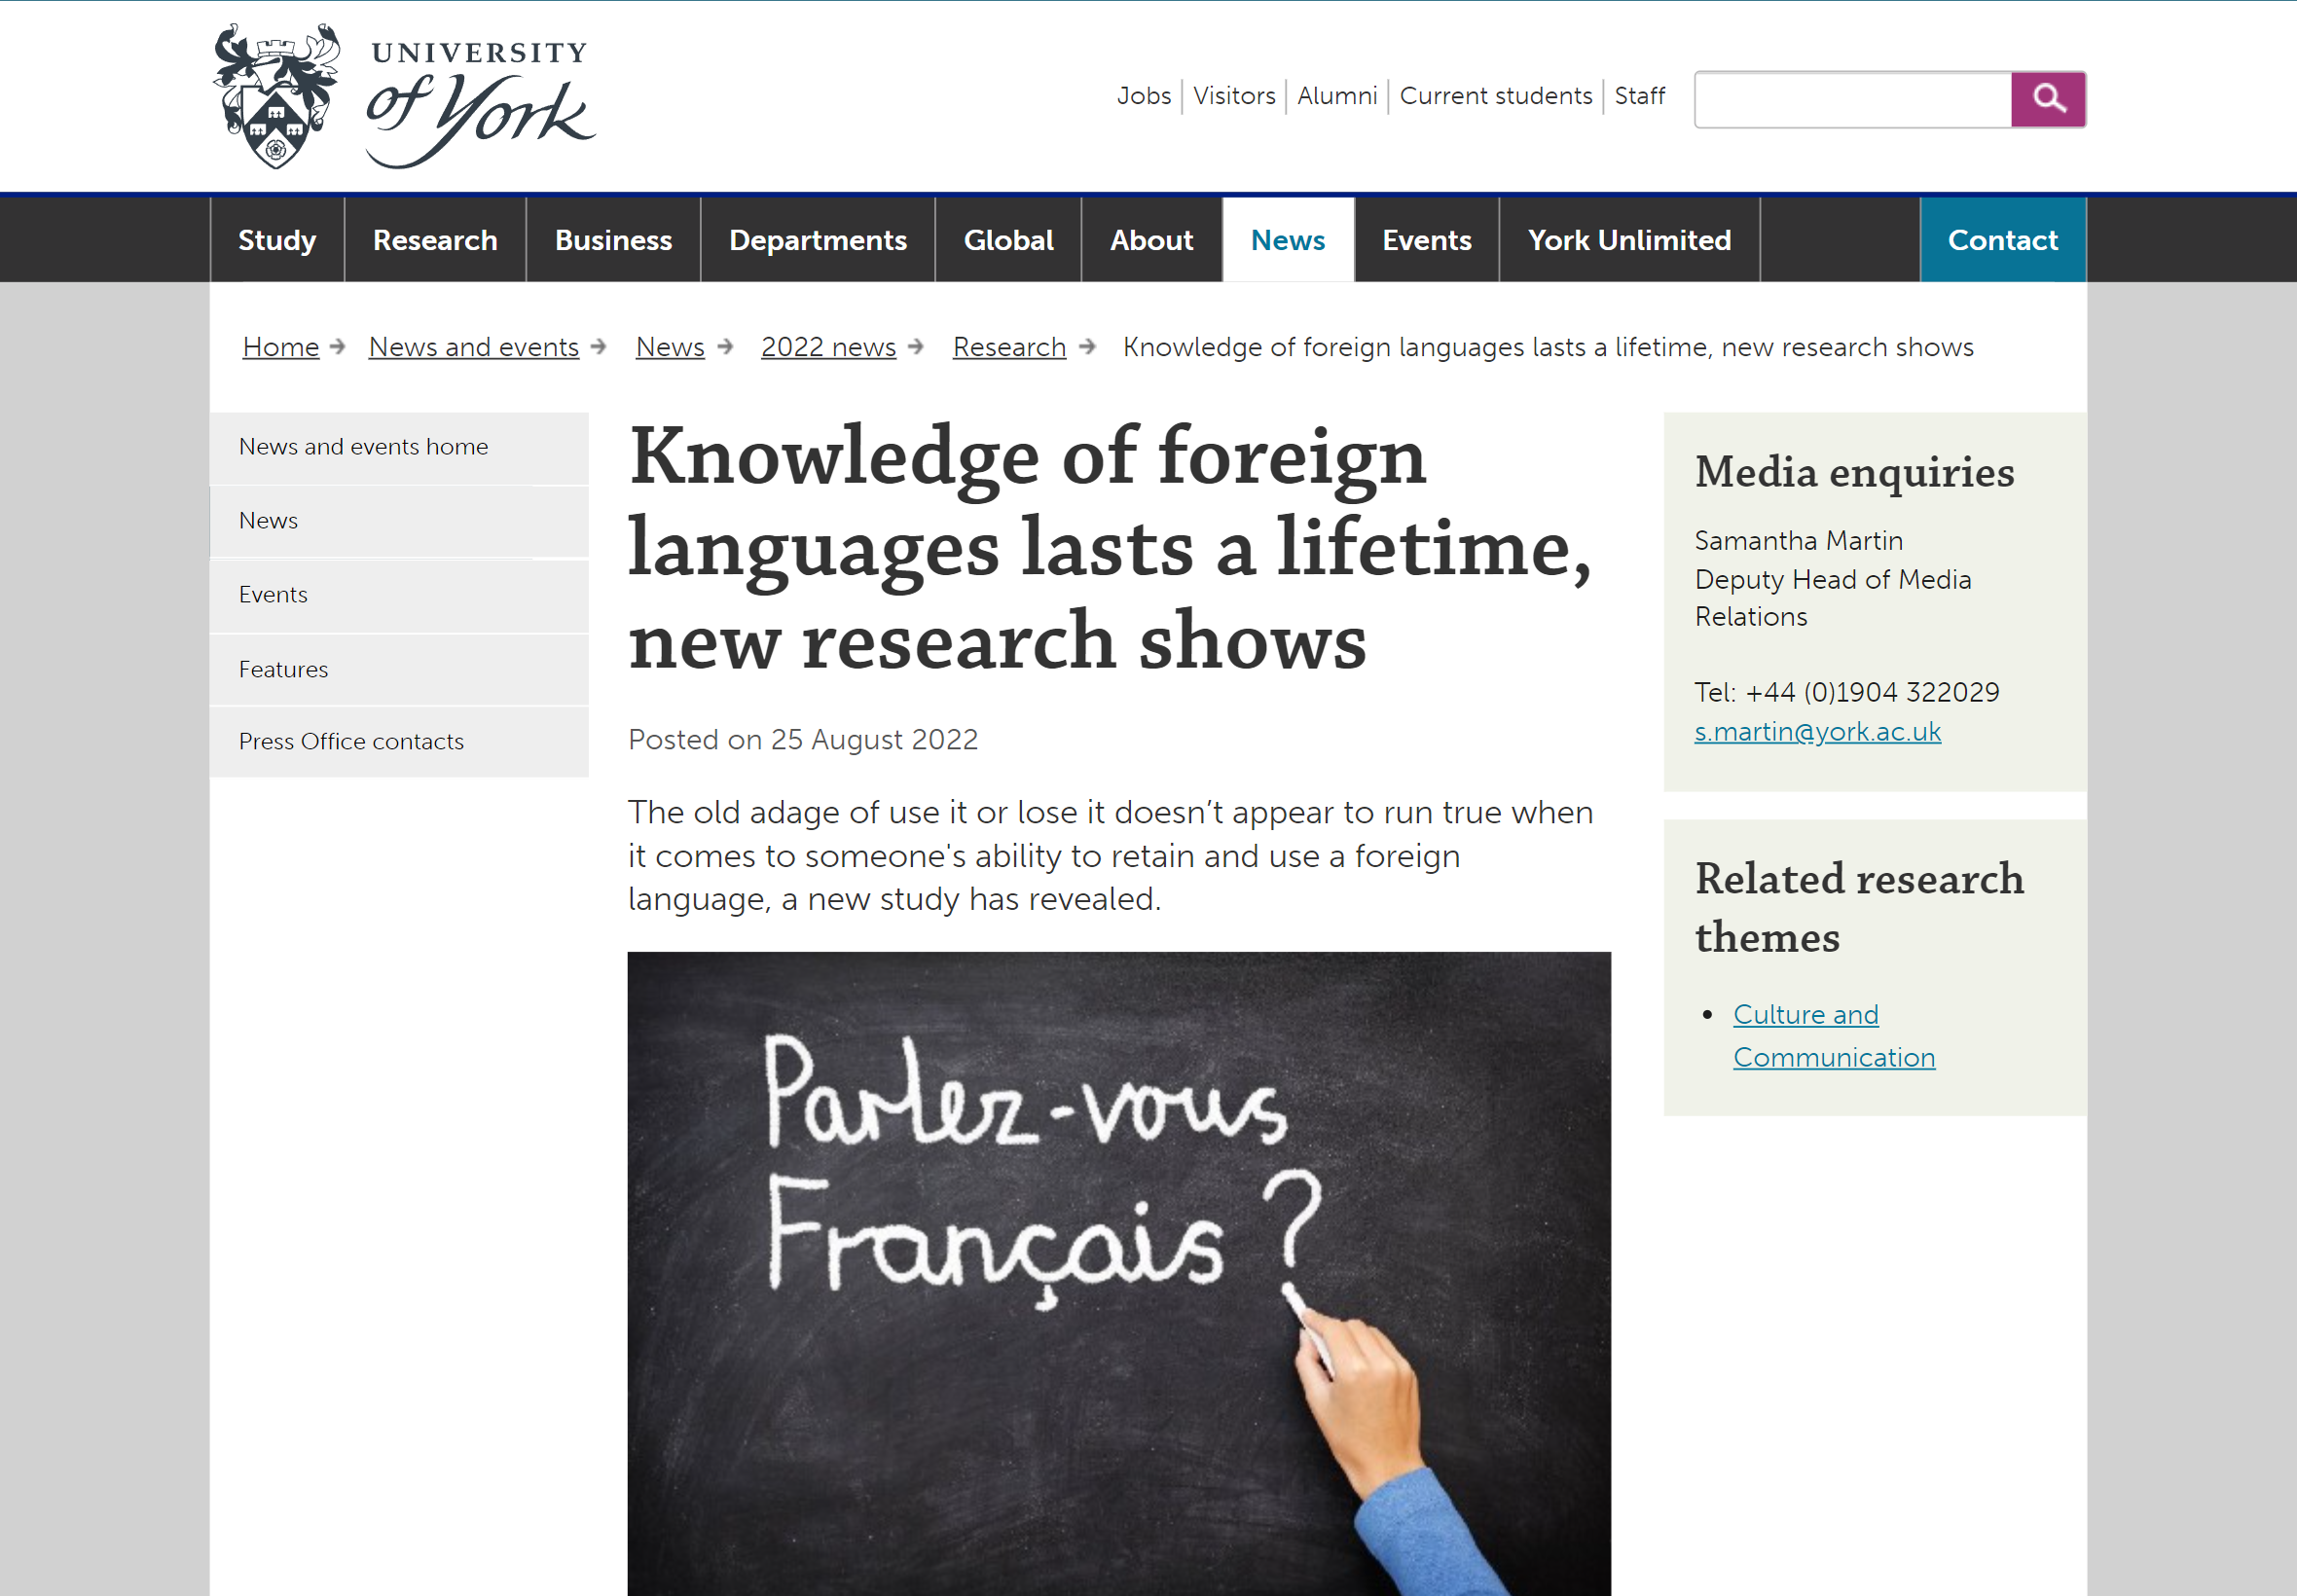 UNIVERSITY
of York
Jobs
Visitors
Alumni
Current students
Staff
Study
Research
Business
Departments
Global
About
News
Events
York Unlimited
Contact
Home
News and events
News
2022 news
Research
Knowledge of foreign languages lasts a lifetime, new research shows
News and events home
News
Events
Features
Press Office contacts
Knowledge of foreign
languages lasts a lifetime,
new research shows
Posted on 25 August 2022
The old adage of use it or lose it doesn’t appear to run true when
it comes to someone's ability to retain and use a foreign
language, a new study has revealed.
Parlez-vous
Français ?
Media enquiries
Samantha Martin
Deputy Head of Media
Relations
Tel: +44 (0)1904 322029
s.martin@york.ac.uk
Related research
themes
Culture and
Communication